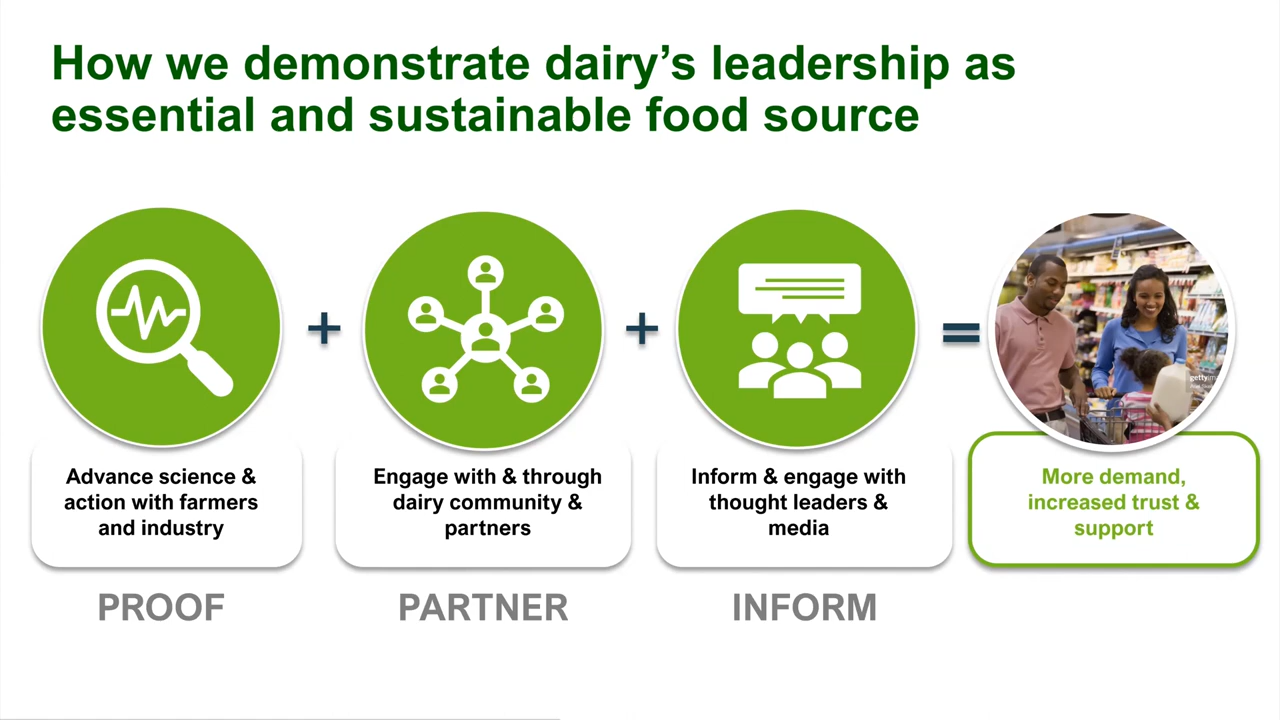 How we demonstrate dairy’s leadership as
essential and sustainable food source
+
+
=
Advance science &
action with farmers
and industry
Engage with & through
dairy community &
partners
Inform & engage with
thought leaders &
media
More demand,
increased trust &
support
PROOF
PARTNER
INFORM